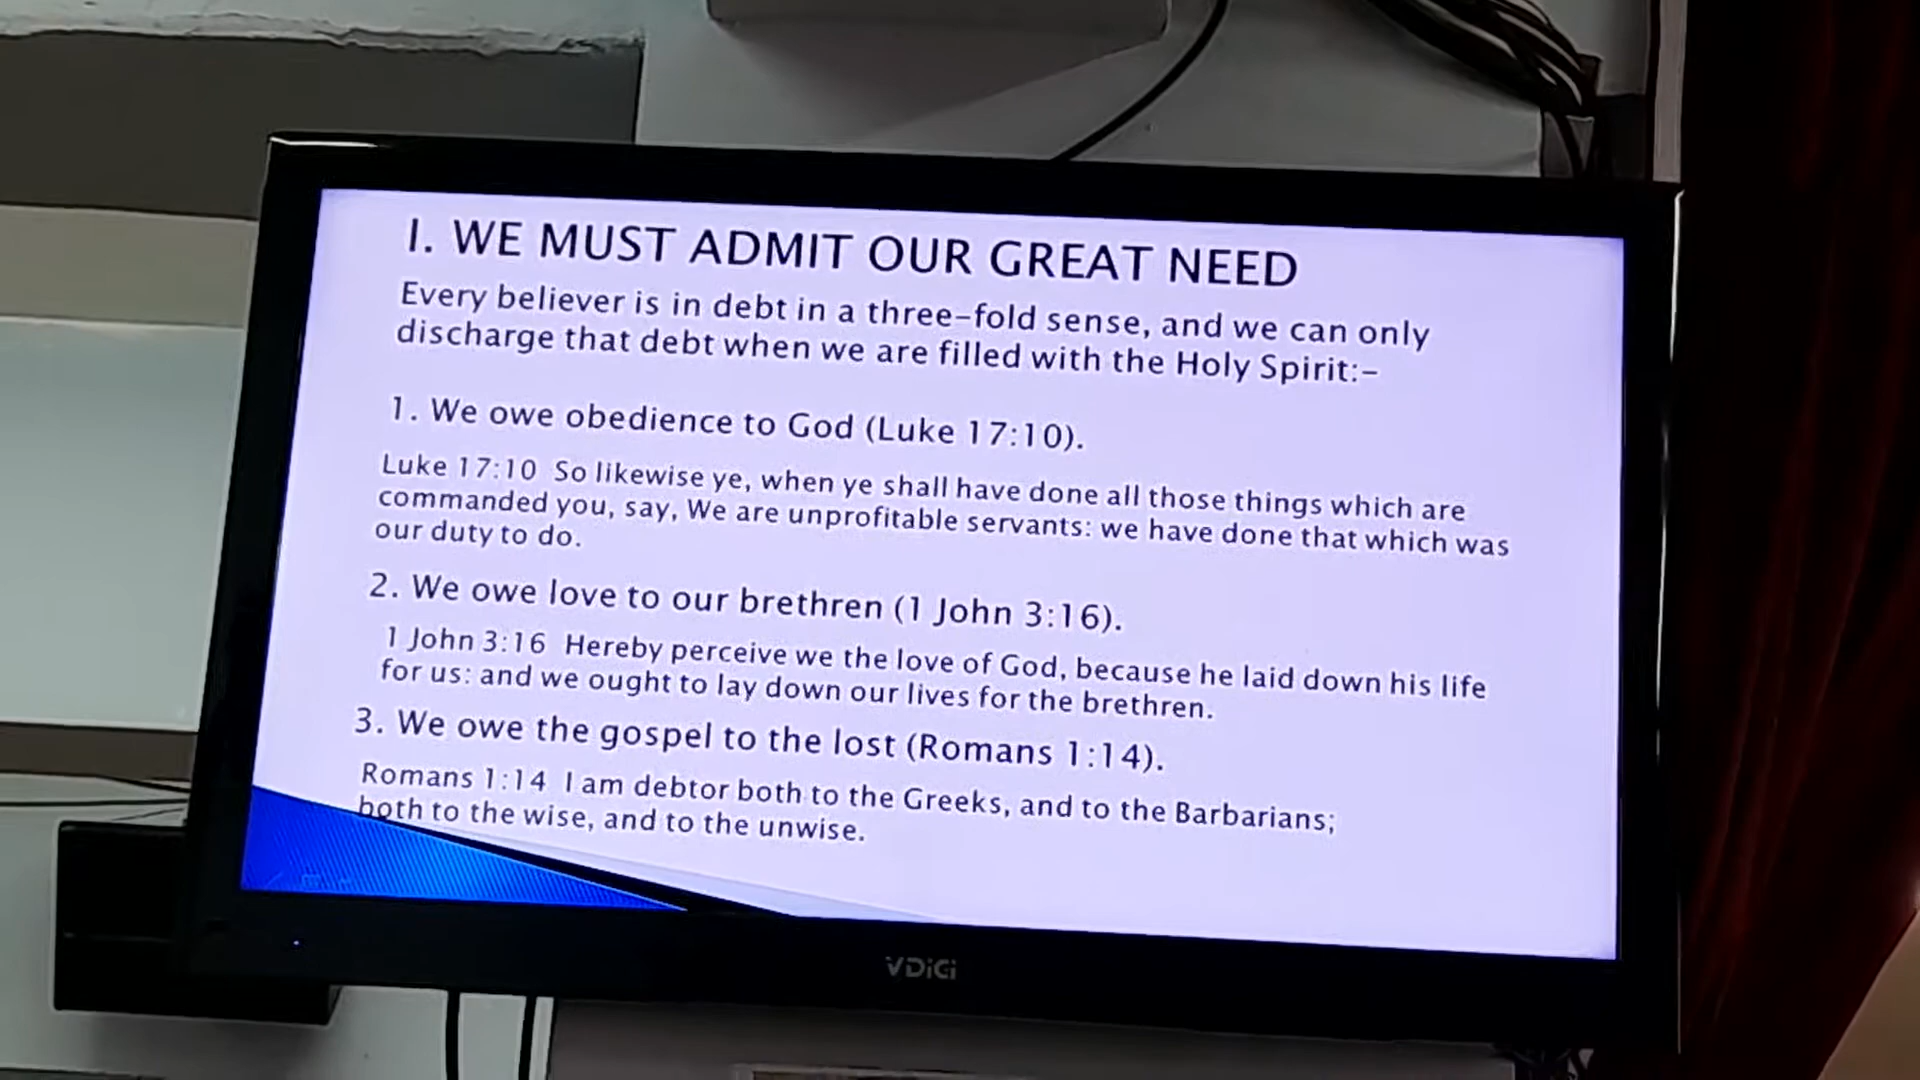 I. WE MUST ADMIT OUR GREAT NEED
Every believer is in debt in a three-fold sense, and we can only
discharge that debt when we are filled with the Holy Spirit:-
1. We owe obedience to God (Luke 17:10).
Luke 17:10 So likewise ye, when ye shall have done all those things which are
commanded you, say, We are unprofitable servants: we have done that which was
our duty to do.
2. We owe love to our brethren (1 John 3:16).
1 John 3:16 Hereby perceive we the love of God, because he laid down his life
for us: and we ought to lay down our lives for the brethren.
3. We owe the gospel to the lost (Romans 1:14).
Romans 1:14 I am debtor both to the Greeks, and to the Barbarians;
both to the wise, and to the unwise.
VDiGi